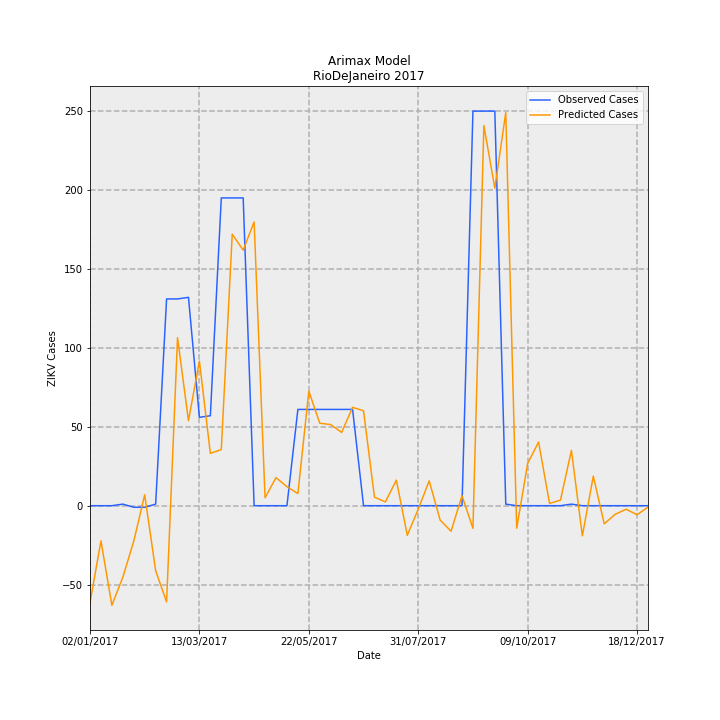 Arimax Model
RioDeJaneiro 2017
Observed Cases
Predicted Cases
ZIKV Cases
250
200
150
100
50
0
−50
02/01/2017
13/03/2017
22/05/2017
31/07/2017
09/10/2017
18/12/2017
Date